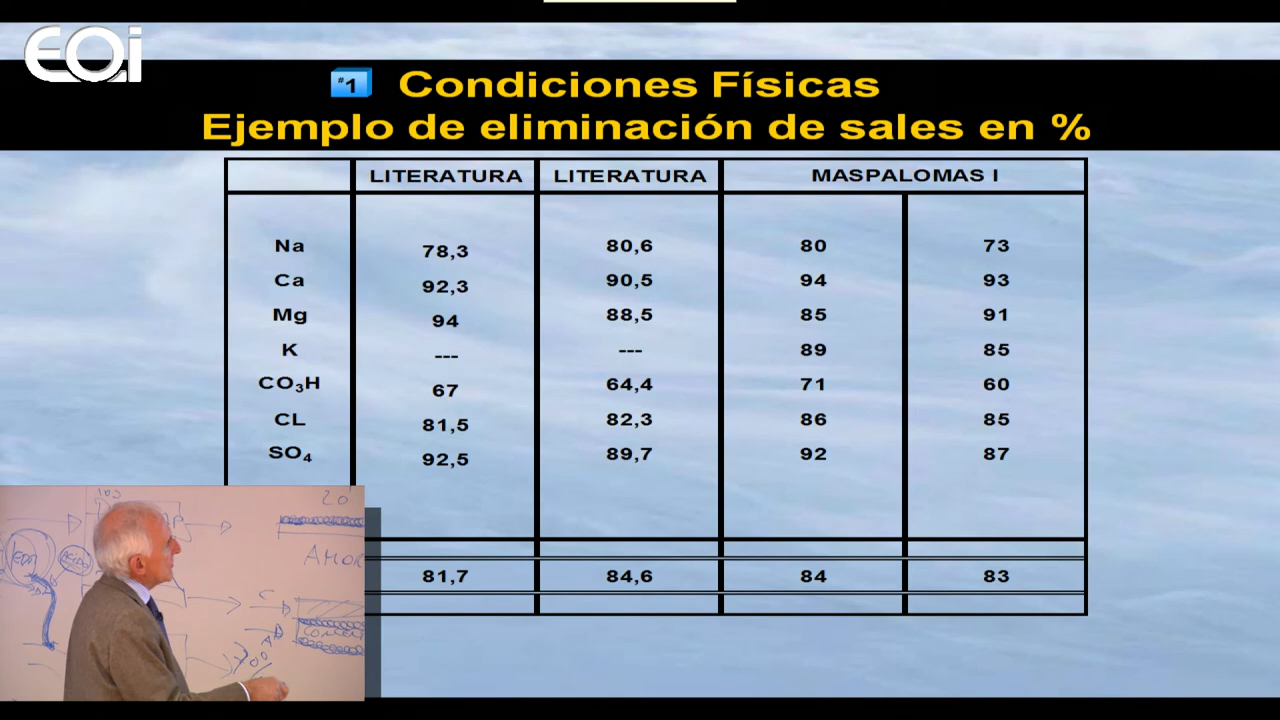 EOi
#1 Condiciones Físicas
Ejemplo de eliminación de sales en %
LITERATURA LITERATURA MASPALOMAS I
Na 78,3 80,6 80 73
Ca 92,3 90,5 94 93
Mg 94 88,5 85 91
K --- --- 89 85
CO₃H 67 64,4 71 60
CL 81,5 82,3 86 85
SO₄ 92,5 89,7 92 87
81,7 84,6 84 83
20
AMOR
C